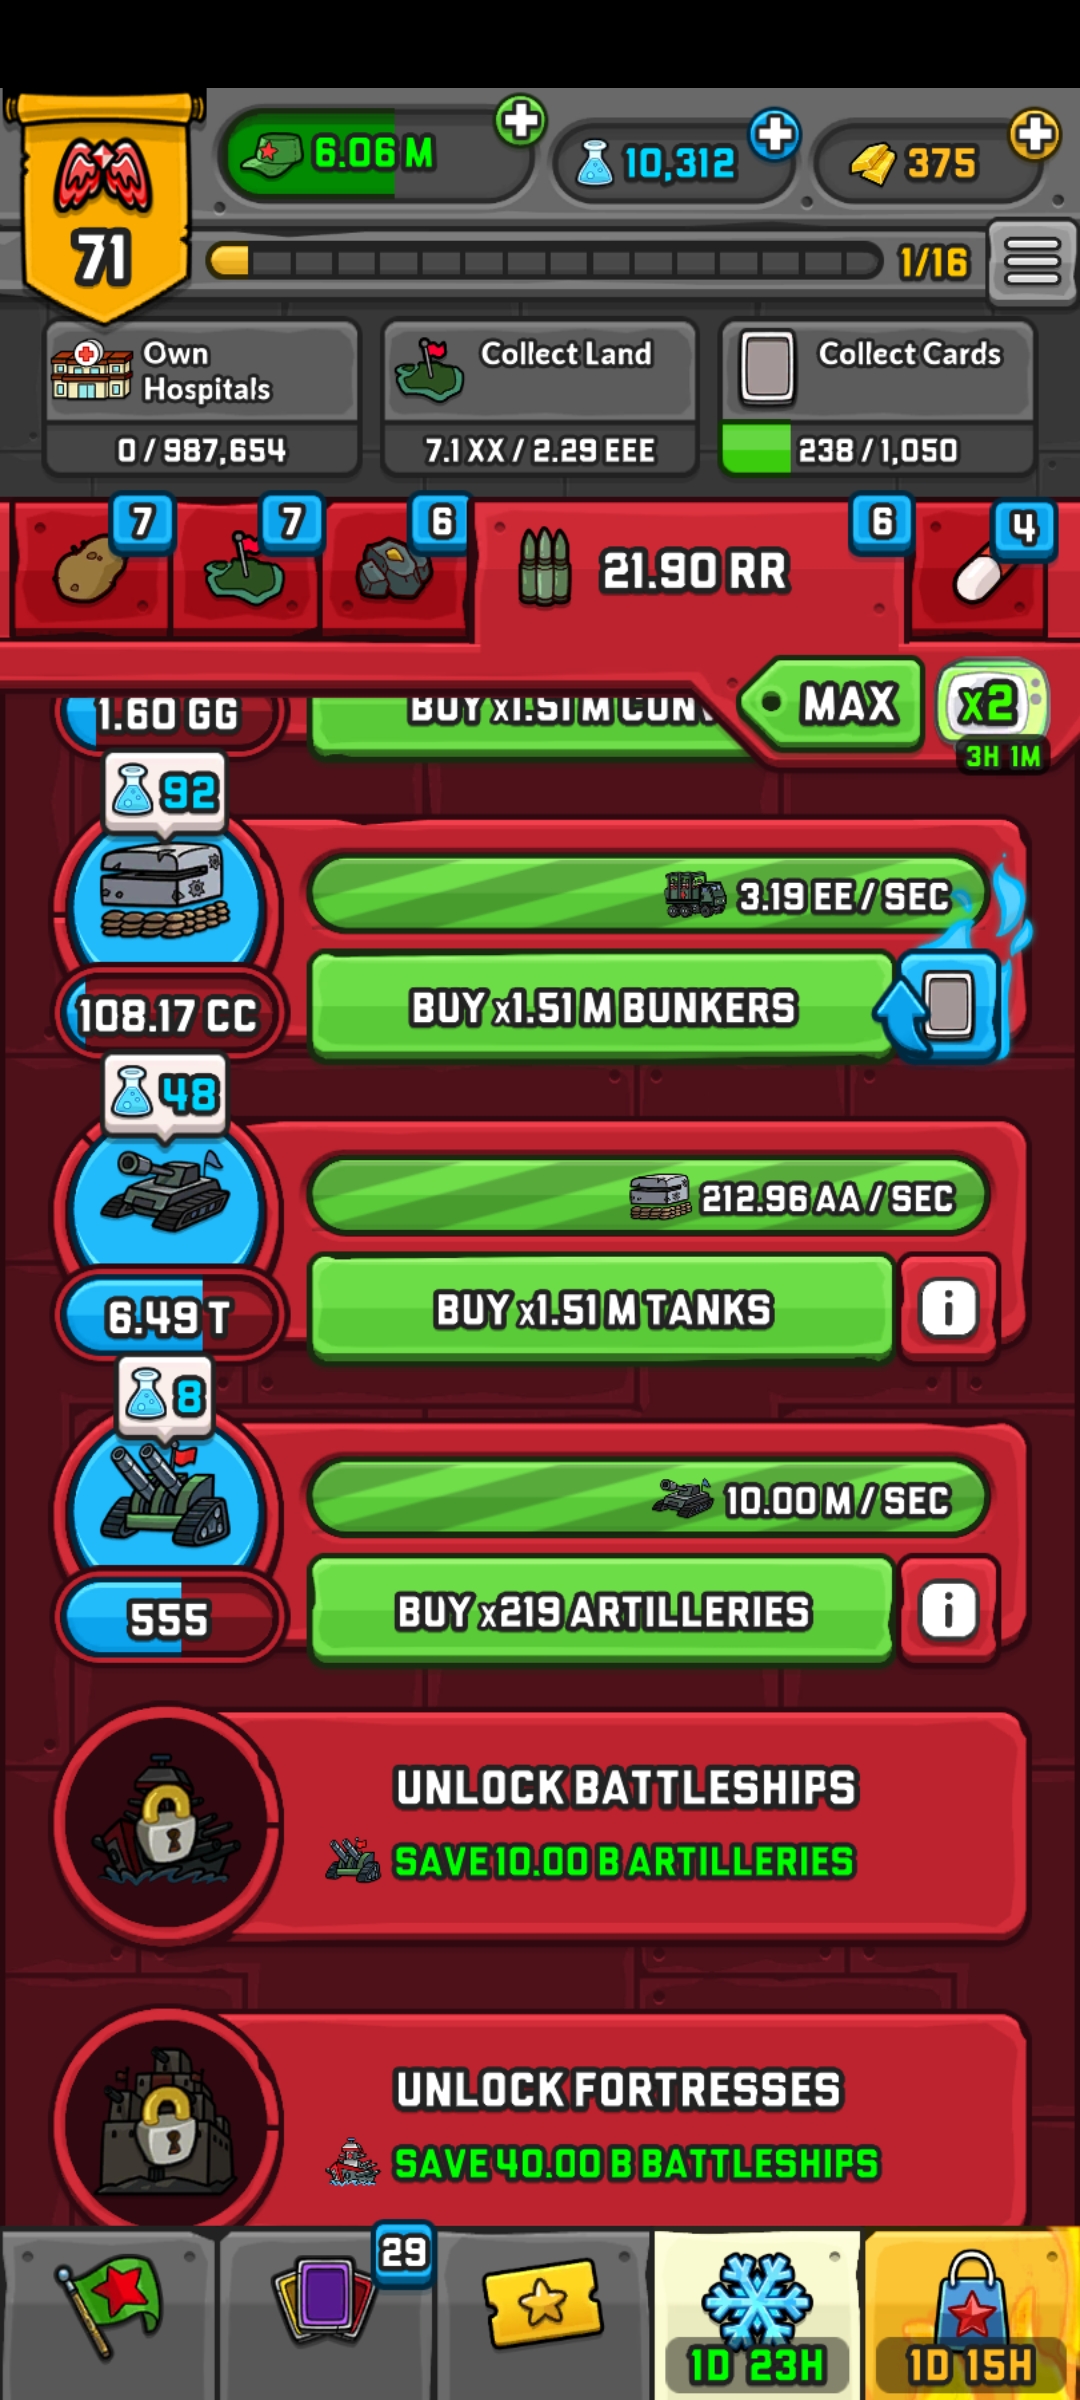 6.06 M
10,312
375
71
1/16
Own
Hospitals
Collect Land
Collect Cards
0 / 987,654
7.1 XX / 2.29 EEE
238 / 1,050
7
7
6
21.90 RR
6
4
MAX
x2
3H 1M
1.60 GG
BUY x1.51 M
92
3.19 EE / SEC
108.17 CC
BUY x1.51 M BUNKERS
48
212.96 AA / SEC
6.49 T
BUY x1.51 M TANKS
i
8
10.00 M / SEC
555
BUY x219 ARTILLERIES
i
UNLOCK BATTLESHIPS
SAVE 10.00 B ARTILLERIES
UNLOCK FORTRESSES
SAVE 40.00 B BATTLESHIPS
29
1D 23H
1D 15H